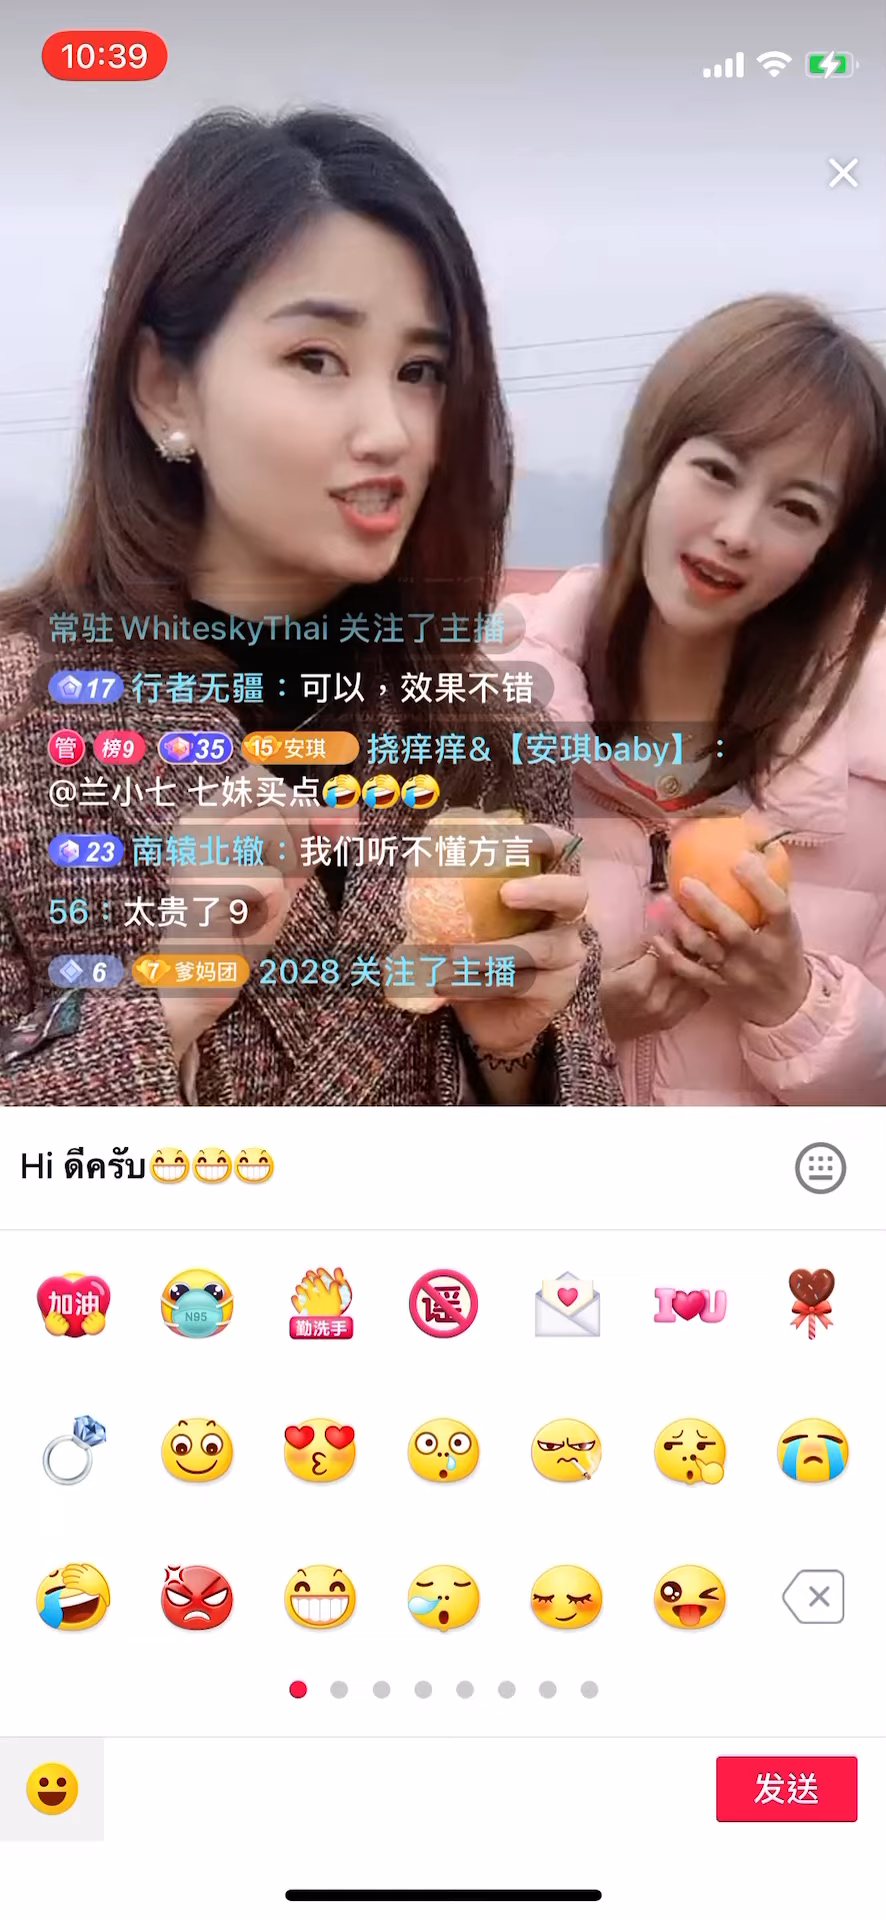 10:39
常驻 WhiteskyThai 关注了主播
17 行者无疆：可以，效果不错
管 榜9 35 15 安琪 挠痒痒&【安琪baby】：
@兰小七 七妹买点🤣🤣🤣
23 南辕北辙：我们听不懂方言
56：太贵了9
6 7 爹妈团 2028 关注了主播
Hi ดีครับ😁😁😁
加油 N95 勤洗手 谣 I❤U
发送